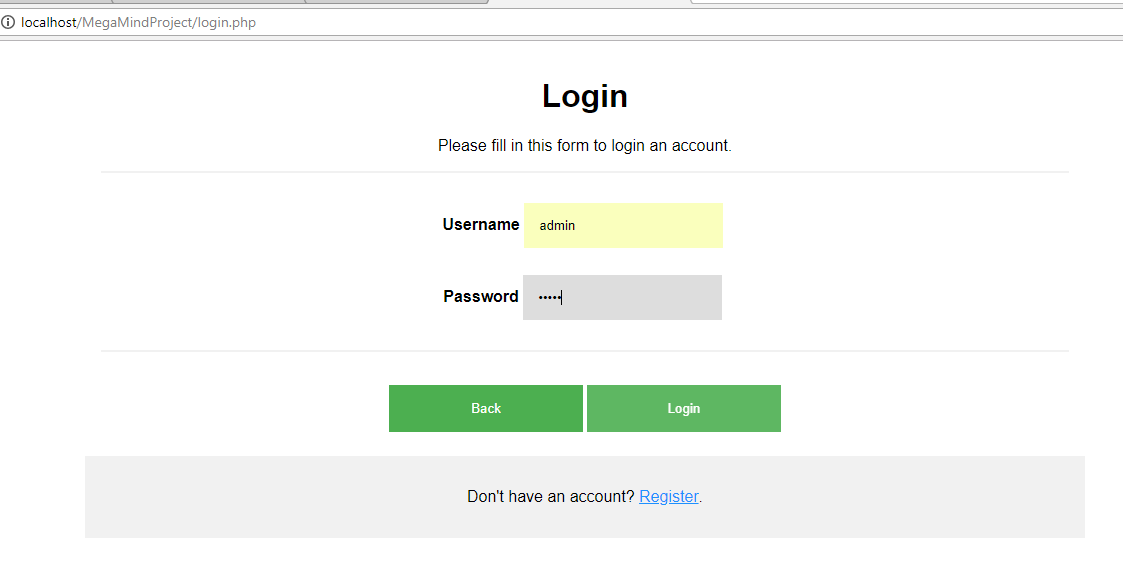 localhost/MegaMindProject/login.php
Login
Please fill in this form to login an account.
Username admin
Password •••••
Back Login
Don't have an account? Register.